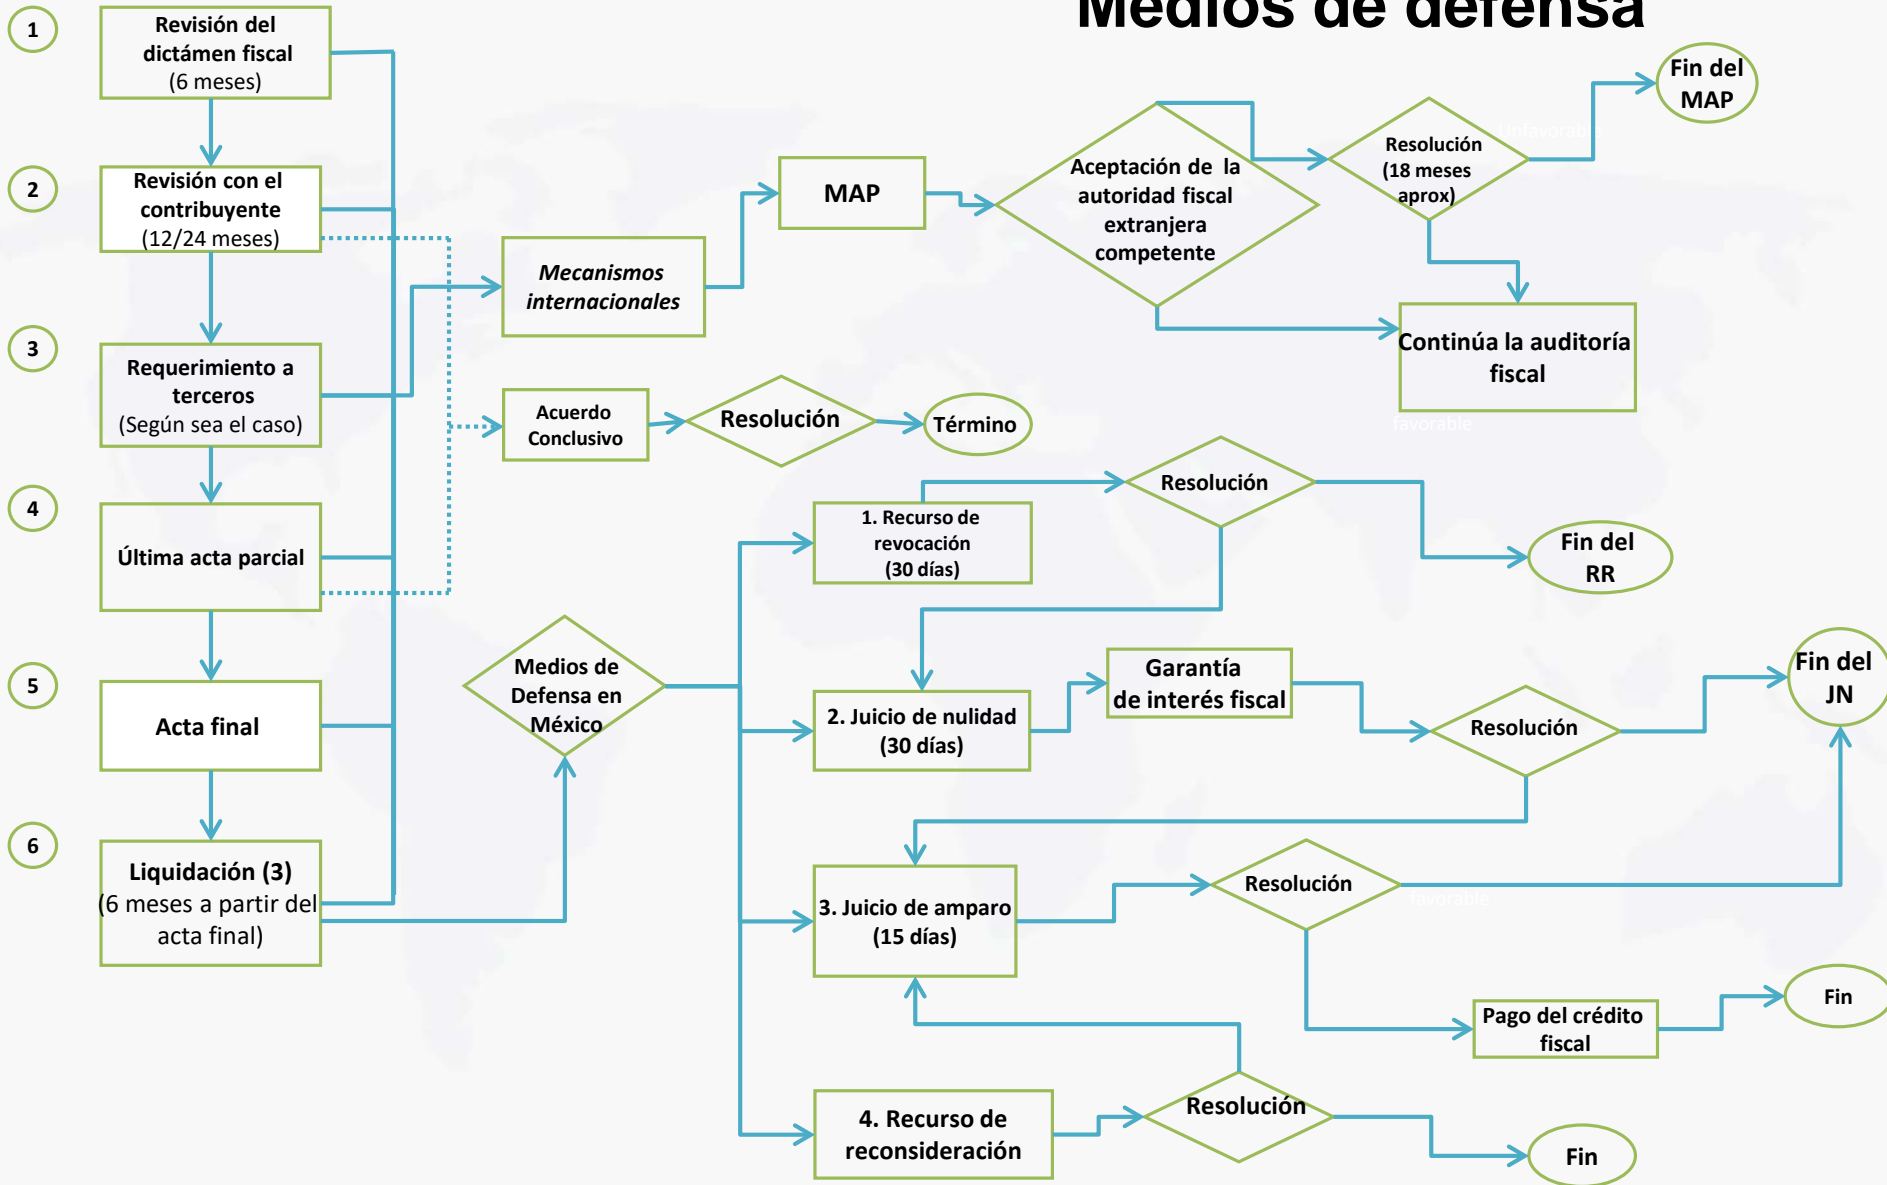 Medios de defensa
1
Revisión del
dictámen fiscal
(6 meses)
2
Revisión con el
contribuyente
(12/24 meses)
3
Requerimiento a
terceros
(Según sea el caso)
4
Última acta parcial
5
Acta final
6
Liquidación (3)
(6 meses a partir del
acta final)
Mecanismos
internacionales
MAP
Aceptación de la
autoridad fiscal
extranjera
competente
Resolución
(18 meses
aprox)
Unfavorable
Fin del
MAP
Continúa la auditoría
fiscal
favorable
Acuerdo
Conclusivo
Resolución
Término
Medios de
Defensa en
México
1. Recurso de
revocación
(30 días)
Resolución
Fin del
RR
2. Juicio de nulidad
(30 días)
Garantía
de interés fiscal
Resolución
Fin del
JN
3. Juicio de amparo
(15 días)
Resolución
favorable
Pago del crédito
fiscal
Fin
4. Recurso de
reconsideración
Resolución
Fin